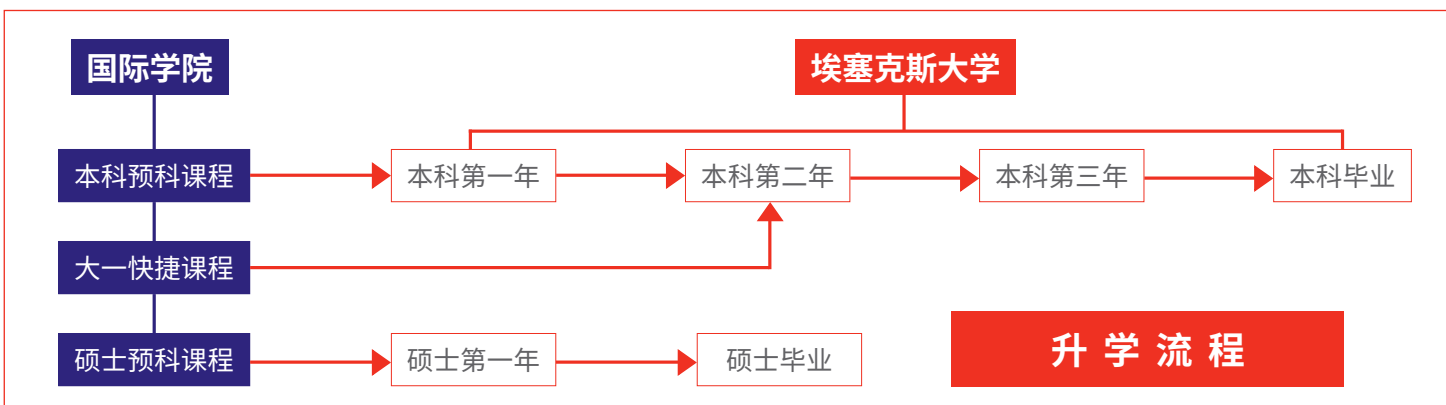 国际学院
埃塞克斯大学
本科预科课程
本科第一年
本科第二年
本科第三年
本科毕业
大一快捷课程
硕士预科课程
硕士第一年
硕士毕业
升学流程